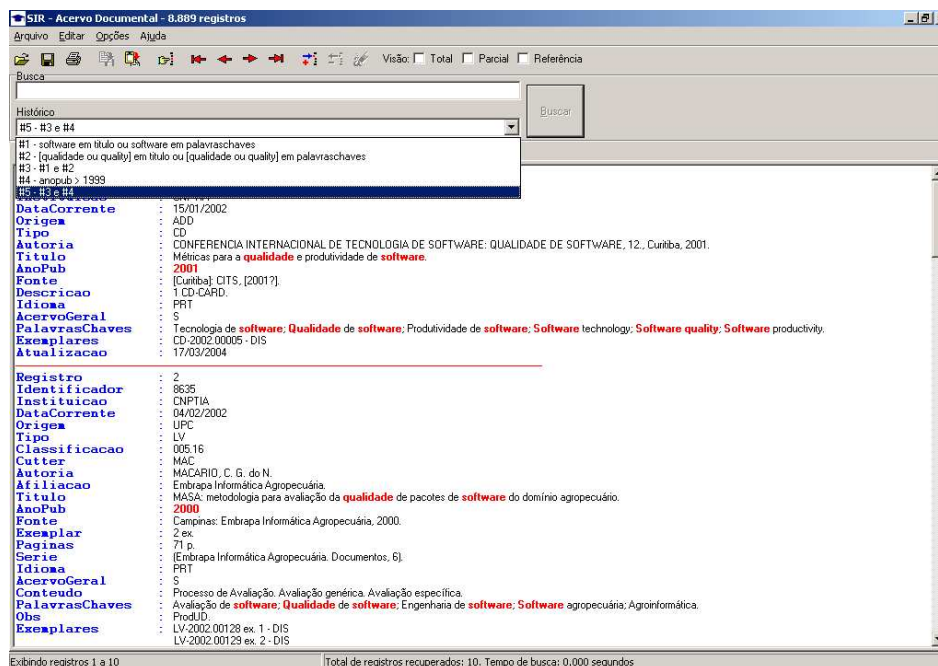 SIR - Acervo Documental - 8.889 registros
Arquivo Editar Opções Ajuda
Visão: Total Parcial Referência
Busca
Histórico
Buscar
#5 - #3 e #4
#1 - software em titulo ou software em palavraschaves
#2 - [qualidade ou quality] em titulo ou [qualidade ou quality] em palavraschaves
#3 - #1 e #2
#4 - anopub > 1999
#5 - #3 e #4
DataCorrente : 15/01/2002
Origem : ADD
Tipo : CD
Autoria : CONFERENCIA INTERNACIONAL DE TECNOLOGIA DE SOFTWARE: QUALIDADE DE SOFTWARE, 12., Curitiba, 2001.
Titulo : Métricas para a qualidade e produtividade de software.
AnoPub : 2001
Fonte : [Curitiba]: CITS, [2001?].
Descricao : 1 CD-CARD.
Idioma : PRT
AcervoGeral : S
PalavrasChaves : Tecnologia de software; Qualidade de software; Produtividade de software; Software technology; Software quality; Software productivity.
Exemplares : CD-2002.00005 - DIS
Atualizacao : 17/03/2004
Registro : 2
Identificador : 8635
Instituicao : CNPTIA
DataCorrente : 04/02/2002
Origem : UPC
Tipo : LV
Classificacao : 005.16
Cutter : MAC
Autoria : MACARIO, C. G. do N.
Afiliacao : Embrapa Informática Agropecuária.
Titulo : MASA: metodologia para avaliação da qualidade de pacotes de software do domínio agropecuário.
AnoPub : 2000
Fonte : Campinas: Embrapa Informática Agropecuária, 2000.
Exemplar : 2 ex.
Paginas : 71 p.
Serie : (Embrapa Informática Agropecuária. Documentos, 6).
Idioma : PRT
AcervoGeral : S
Conteudo : Processo de Avaliação. Avaliação genérica. Avaliação específica.
PalavrasChaves : Avaliação de software; Qualidade de software; Engenharia de software; Software agropecuária; Agroinformática.
Obs : ProdUD.
Exemplares : LV-2002.00128 ex. 1 - DIS
LV-2002.00129 ex. 2 - DIS
Exibindo registros 1 a 10 Total de registros recuperados: 10. Tempo de busca: 0.000 segundos